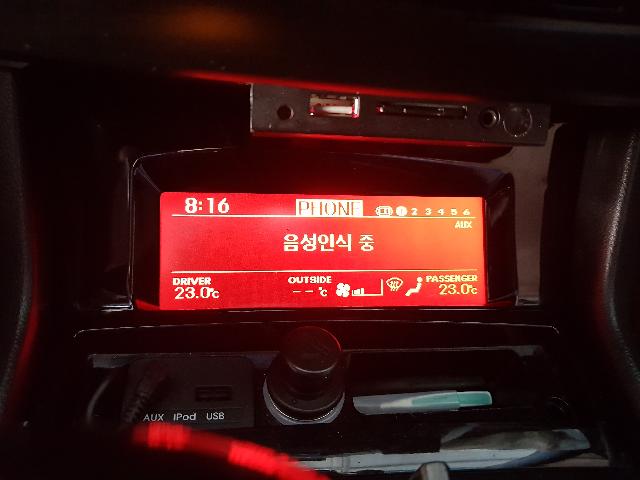 8:16 PHONE 2 3 4 5 6
AUX
음성인식 중
DRIVER OUTSIDE PASSENGER
23.0℃ --℃ 23.0℃
AUX iPod USB